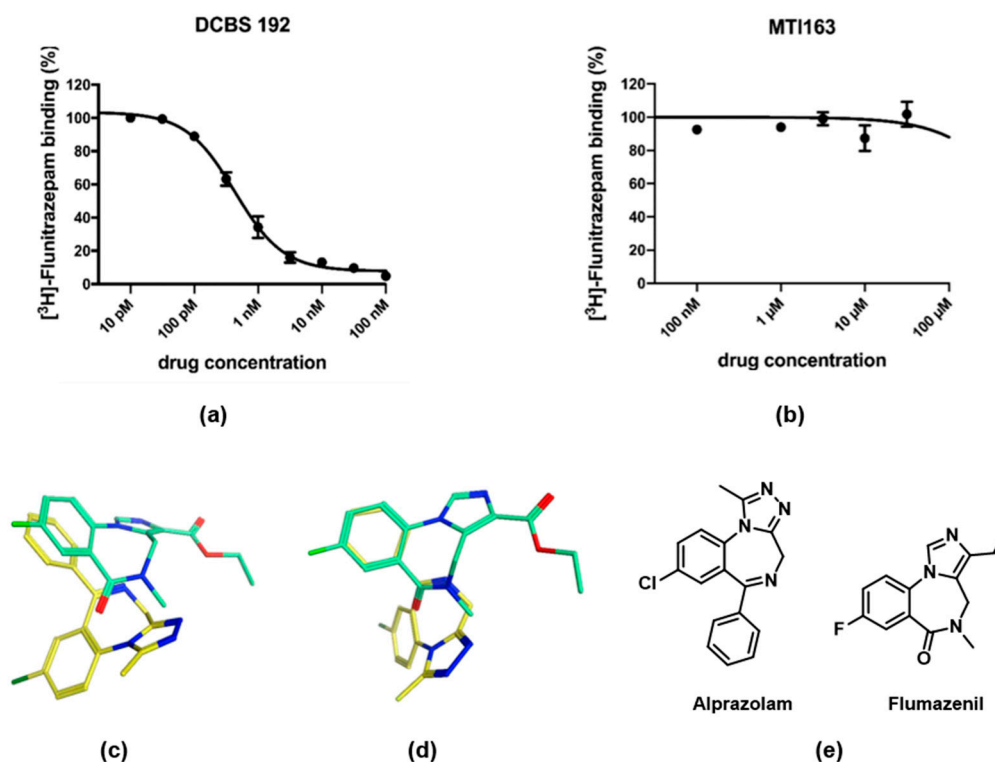 DCBS 192
[³H]-Flunitrazepam binding (%)
120
100
80
60
40
20
0
10 pM
100 pM
1 nM
10 nM
100 nM
drug concentration
(a)
MTI163
[³H]-Flunitrazepam binding (%)
120
100
80
60
40
20
0
100 nM
1 µM
10 µM
100 µM
drug concentration
(b)
(c)
(d)
Me
N
N
N
Cl
N
Alprazolam
N
N
F
N
O
Flumazenil
(e)